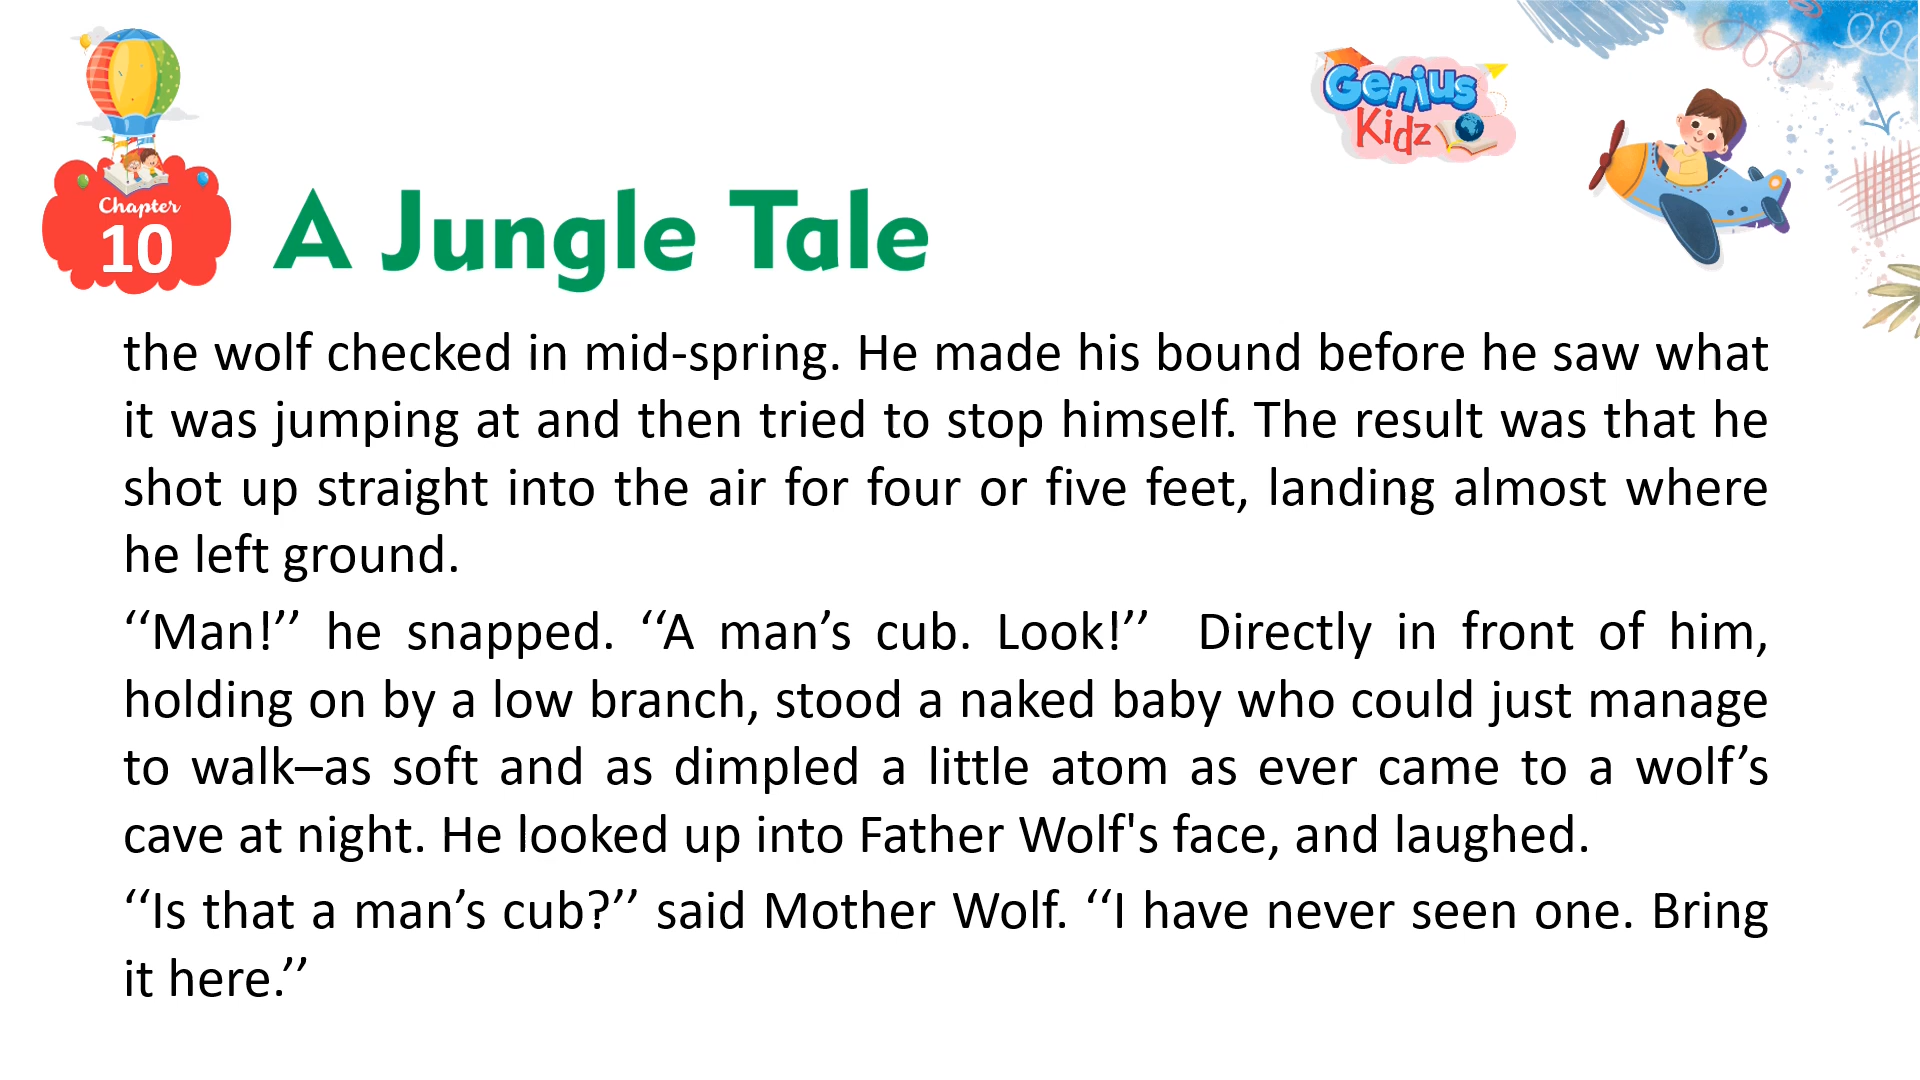 Genius
Kidz
Chapter
10
A Jungle Tale
the wolf checked in mid-spring. He made his bound before he saw what
it was jumping at and then tried to stop himself. The result was that he
shot up straight into the air for four or five feet, landing almost where
he left ground.
‘‘Man!’’ he snapped. ‘‘A man’s cub. Look!’’  Directly in front of him,
holding on by a low branch, stood a naked baby who could just manage
to walk–as soft and as dimpled a little atom as ever came to a wolf’s
cave at night. He looked up into Father Wolf's face, and laughed.
‘‘Is that a man’s cub?’’ said Mother Wolf. ‘‘I have never seen one. Bring
it here.’’